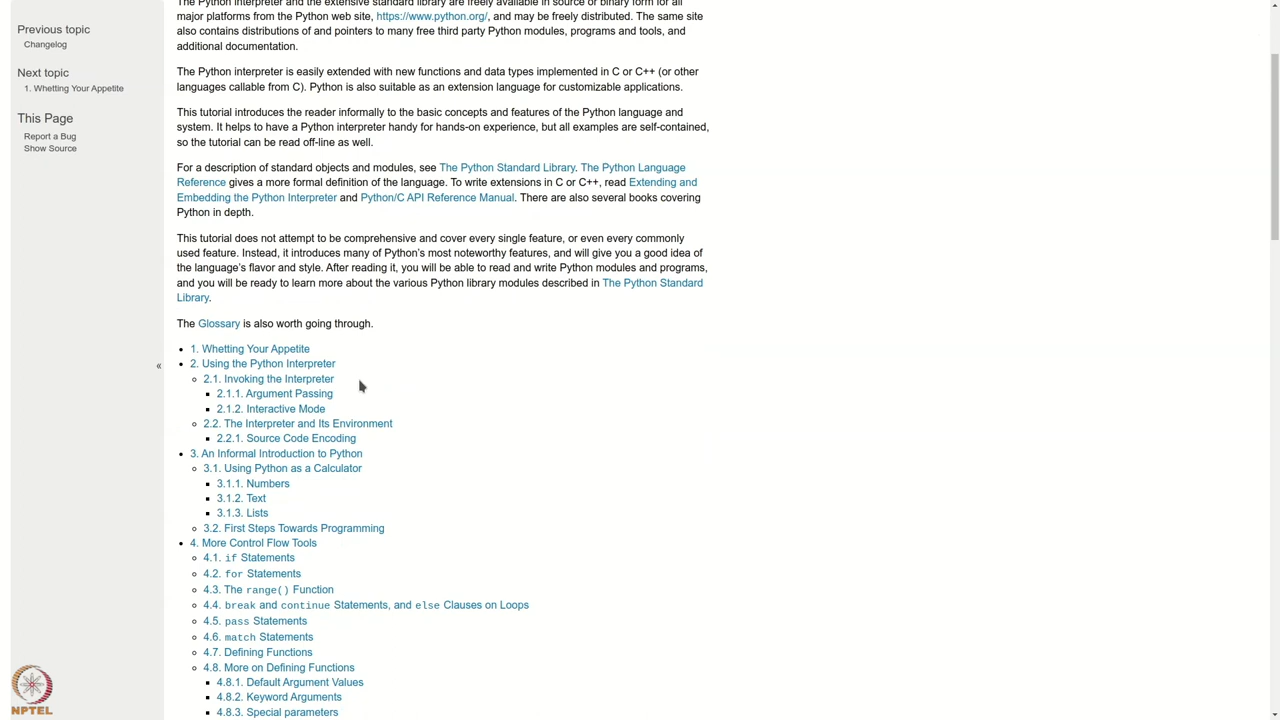 Previous topic
Changelog
Next topic
1. Whetting Your Appetite
This Page
Report a Bug
Show Source
«
The Python interpreter and the extensive standard library are freely available in source or binary form for all
major platforms from the Python web site, https://www.python.org/, and may be freely distributed. The same site
also contains distributions of and pointers to many free third party Python modules, programs and tools, and
additional documentation.
The Python interpreter is easily extended with new functions and data types implemented in C or C++ (or other
languages callable from C). Python is also suitable as an extension language for customizable applications.
This tutorial introduces the reader informally to the basic concepts and features of the Python language and
system. It helps to have a Python interpreter handy for hands-on experience, but all examples are self-contained,
so the tutorial can be read off-line as well.
For a description of standard objects and modules, see The Python Standard Library. The Python Language
Reference gives a more formal definition of the language. To write extensions in C or C++, read Extending and
Embedding the Python Interpreter and Python/C API Reference Manual. There are also several books covering
Python in depth.
This tutorial does not attempt to be comprehensive and cover every single feature, or even every commonly
used feature. Instead, it introduces many of Python's most noteworthy features, and will give you a good idea of
the language's flavor and style. After reading it, you will be able to read and write Python modules and programs,
and you will be ready to learn more about the various Python library modules described in The Python Standard
Library.
The Glossary is also worth going through.
1. Whetting Your Appetite
2. Using the Python Interpreter
2.1. Invoking the Interpreter
2.1.1. Argument Passing
2.1.2. Interactive Mode
2.2. The Interpreter and Its Environment
2.2.1. Source Code Encoding
3. An Informal Introduction to Python
3.1. Using Python as a Calculator
3.1.1. Numbers
3.1.2. Text
3.1.3. Lists
3.2. First Steps Towards Programming
4. More Control Flow Tools
4.1. if Statements
4.2. for Statements
4.3. The range() Function
4.4. break and continue Statements, and else Clauses on Loops
4.5. pass Statements
4.6. match Statements
4.7. Defining Functions
4.8. More on Defining Functions
4.8.1. Default Argument Values
4.8.2. Keyword Arguments
4.8.3. Special parameters
NPTEL